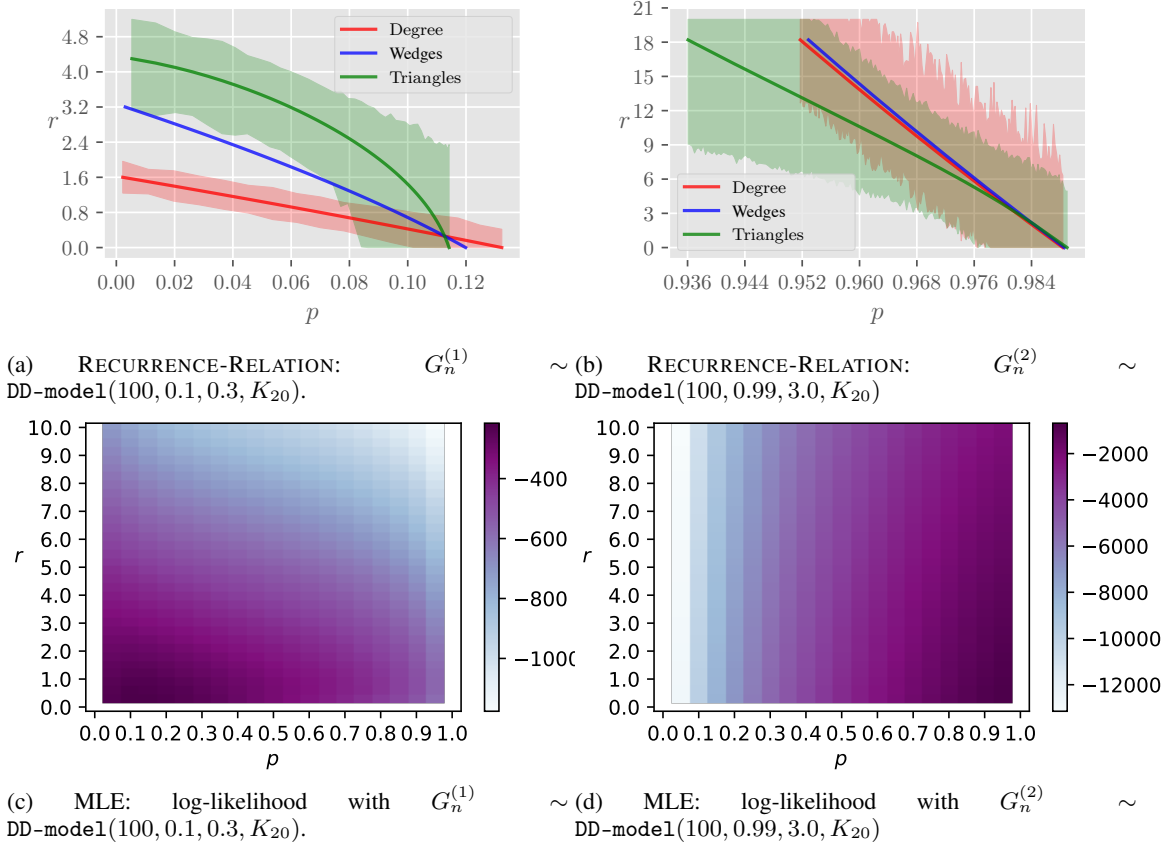 4.8
4.0
3.2
2.4
1.6
0.8
0.0
r
Degree
Wedges
Triangles
0.00 0.02 0.04 0.06 0.08 0.10 0.12
p
21
18
15
12
9
6
3
0
r
Degree
Wedges
Triangles
0.936 0.944 0.952 0.960 0.968 0.976 0.984
p
(a) RECURRENCE-RELATION: G_n^{(1)} ∼
DD-model(100, 0.1, 0.3, K_{20}).
(b) RECURRENCE-RELATION: G_n^{(2)} ∼
DD-model(100, 0.99, 3.0, K_{20})
10.0
9.0
8.0
7.0
6.0
5.0
4.0
3.0
2.0
1.0
0.0
r
0.0 0.1 0.2 0.3 0.4 0.5 0.6 0.7 0.8 0.9 1.0
p
−400
−600
−800
−1000
10.0
9.0
8.0
7.0
6.0
5.0
4.0
3.0
2.0
1.0
0.0
r
0.0 0.1 0.2 0.3 0.4 0.5 0.6 0.7 0.8 0.9 1.0
p
−2000
−4000
−6000
−8000
−10000
−12000
(c) MLE: log-likelihood with G_n^{(1)} ∼
DD-model(100, 0.1, 0.3, K_{20}).
(d) MLE: log-likelihood with G_n^{(2)} ∼
DD-model(100, 0.99, 3.0, K_{20})